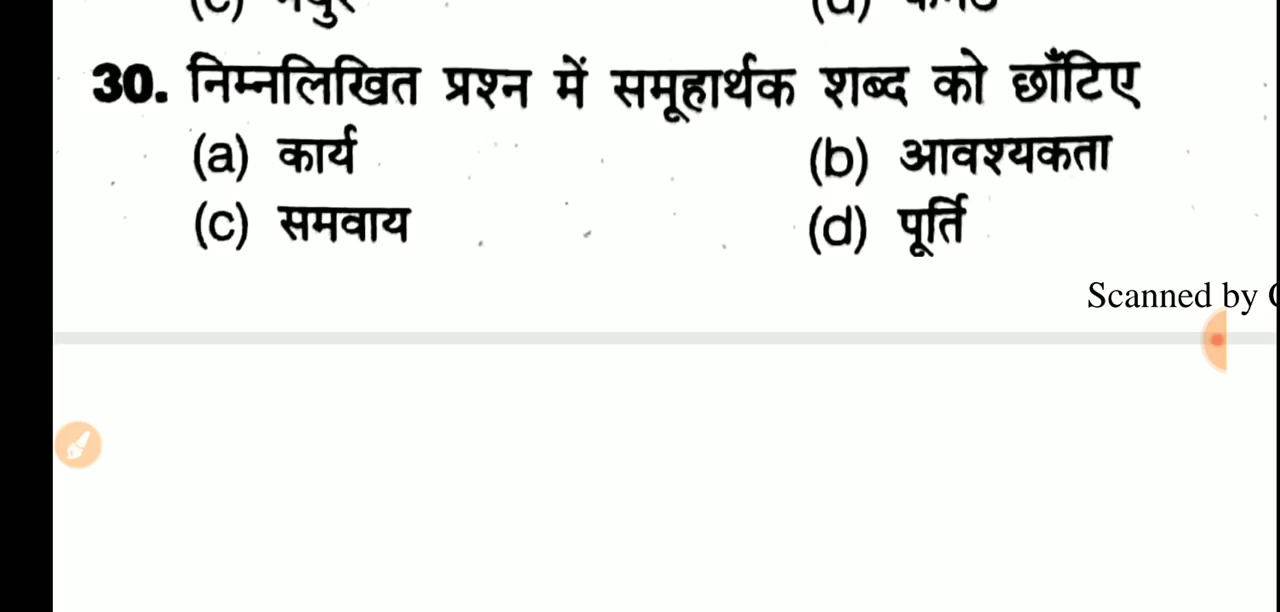 30. निम्नलिखित प्रश्न में समूहार्थक शब्द को छाँटिए
(a) कार्य (b) आवश्यकता
(c) समवाय (d) पूर्ति
Scanned by